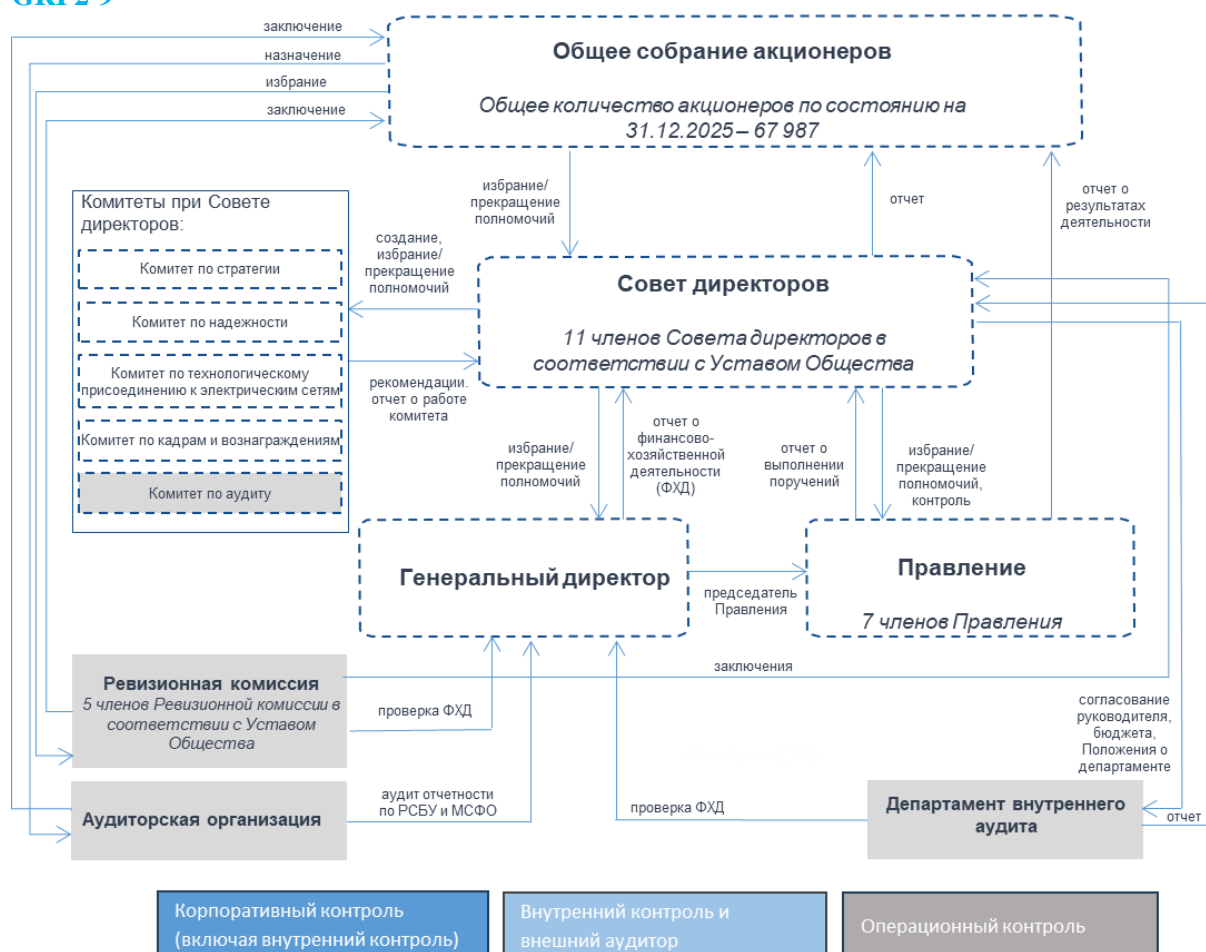 GRI 2-9
заключение
назначение
избрание
заключение
Общее собрание акционеров
Общее количество акционеров по состоянию на
31.12.2025 – 67 987
избрание/
прекращение
полномочий
отчет
отчет о
результатах
деятельности
Комитеты при Совете
директоров:
Комитет по стратегии
Комитет по надежности
Комитет по технологическому
присоединению к электрическим сетям
Комитет по кадрам и вознаграждениям
Комитет по аудиту
создание,
избрание/
прекращение
полномочий
рекомендации.
отчет о работе
комитета
Совет директоров
11 членов Совета директоров в
соответствии с Уставом Общества
избрание/
прекращение
полномочий
отчет о
финансово-
хозяйственной
деятельности
(ФХД)
отчет о
выполнении
поручений
избрание/
прекращение
полномочий,
контроль
Генеральный директор
председатель
Правления
Правление
7 членов Правления
Ревизионная комиссия
5 членов Ревизионной комиссии в
соответствии с Уставом
Общества
проверка ФХД
заключения
согласование
руководителя,
бюджета,
Положения о
департаменте
Аудиторская организация
аудит отчетности
по РСБУ и МСФО
проверка ФХД
Департамент внутреннего
аудита
отчет
Корпоративный контроль
(включая внутренний контроль)
Внутренний контроль и
внешний аудитор
Операционный контроль